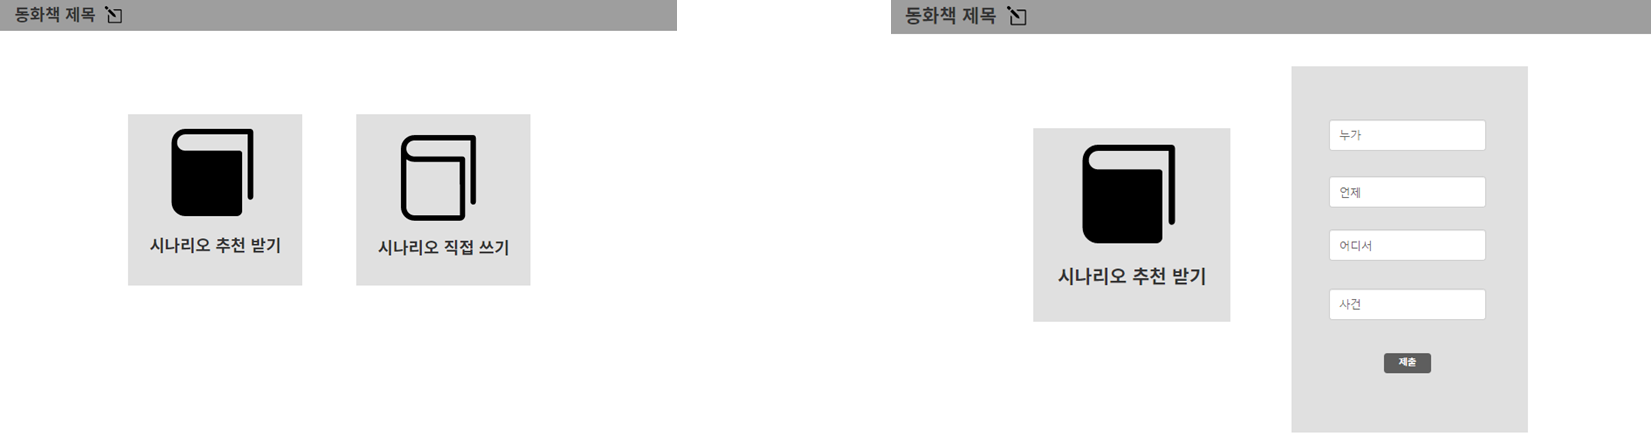 동화책 제목
시나리오 추천 받기
시나리오 직접 쓰기
동화책 제목
시나리오 추천 받기
누가
언제
어디서
사건
제출